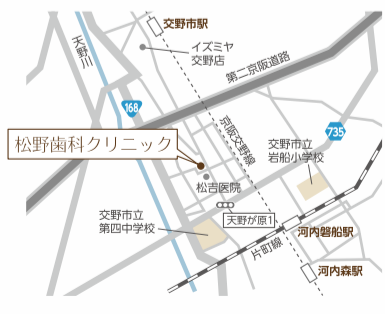 交野市駅
天野川
イズミヤ
交野店
第二京阪道路
168
京阪交野線
735
松野歯科クリニック
交野市立
岩船小学校
松吉医院
交野市立
第四中学校
天野が原1
片町線
河内磐船駅
河内森駅